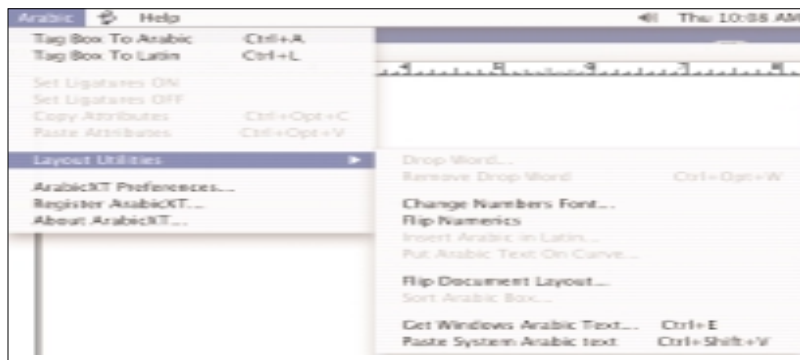 Arabic Help Thu 10:08 AM
Tag Box To Arabic Ctrl+A
Tag Box To Latin Ctrl+L
Set Ligatures ON
Set Ligatures OFF
Copy Attributes Ctrl+Opt+C
Paste Attributes Ctrl+Opt+V
Layout Utilities
ArabicXT Preferences...
Register ArabicXT...
About ArabicXT...
Drop Word...
Remove Drop Word Ctrl+Opt+W
Change Numbers Font...
Flip Numerics
Insert Arabic in Latin...
Put Arabic Text On Curve...
Flip Document Layout...
Sort Arabic Box...
Get Windows Arabic Text... Ctrl+E
Paste System Arabic text Ctrl+Shift+V